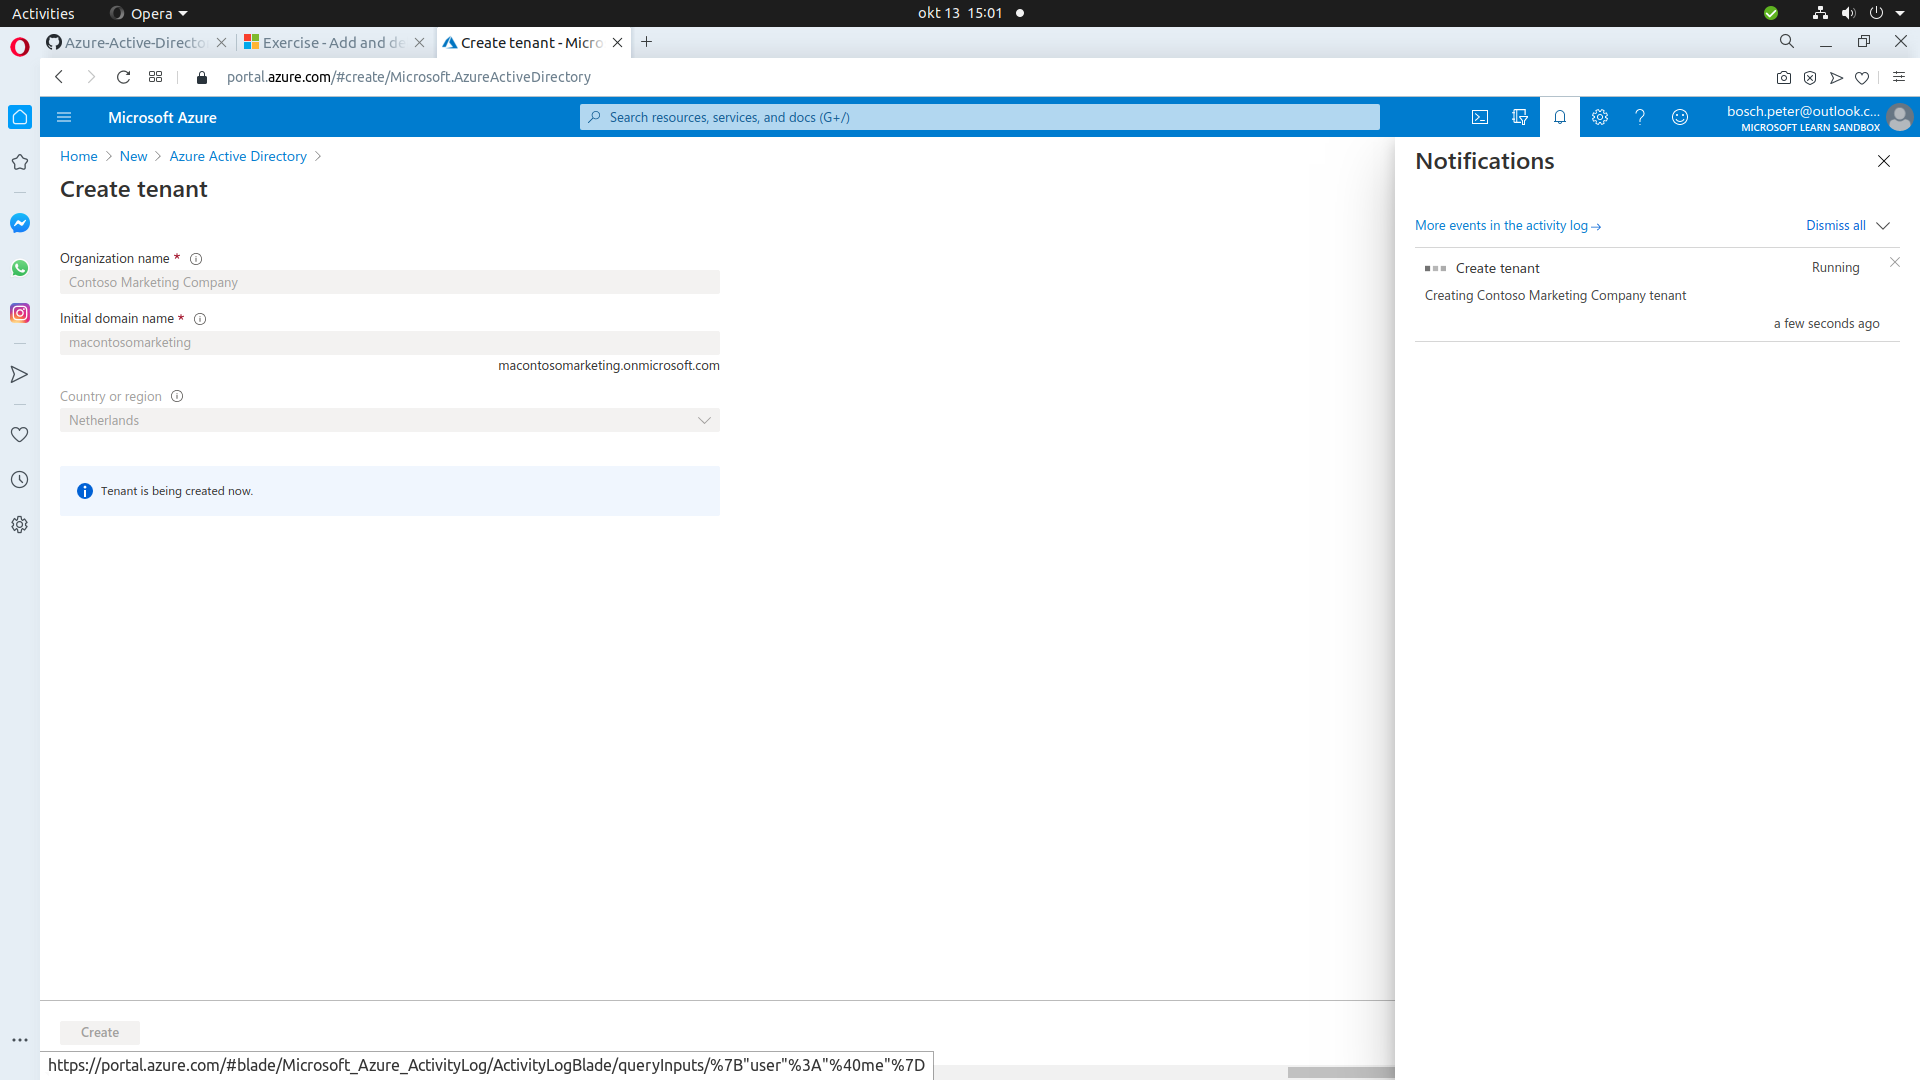 Activities
Opera
okt 13 15:01
Azure-Active-Directo
Exercise - Add and de
Create tenant - Micro
portal.azure.com/#create/Microsoft.AzureActiveDirectory
Microsoft Azure
Search resources, services, and docs (G+/)
bosch.peter@outlook.c...
MICROSOFT LEARN SANDBOX
Home
New
Azure Active Directory
Create tenant
Organization name *
Contoso Marketing Company
Initial domain name *
macontosomarketing
macontosomarketing.onmicrosoft.com
Country or region
Netherlands
Tenant is being created now.
Create
https://portal.azure.com/#blade/Microsoft_Azure_ActivityLog/ActivityLogBlade/queryInputs/%7B"user"%3A"%40me"%7D
Notifications
More events in the activity log →
Dismiss all
Create tenant
Running
Creating Contoso Marketing Company tenant
a few seconds ago